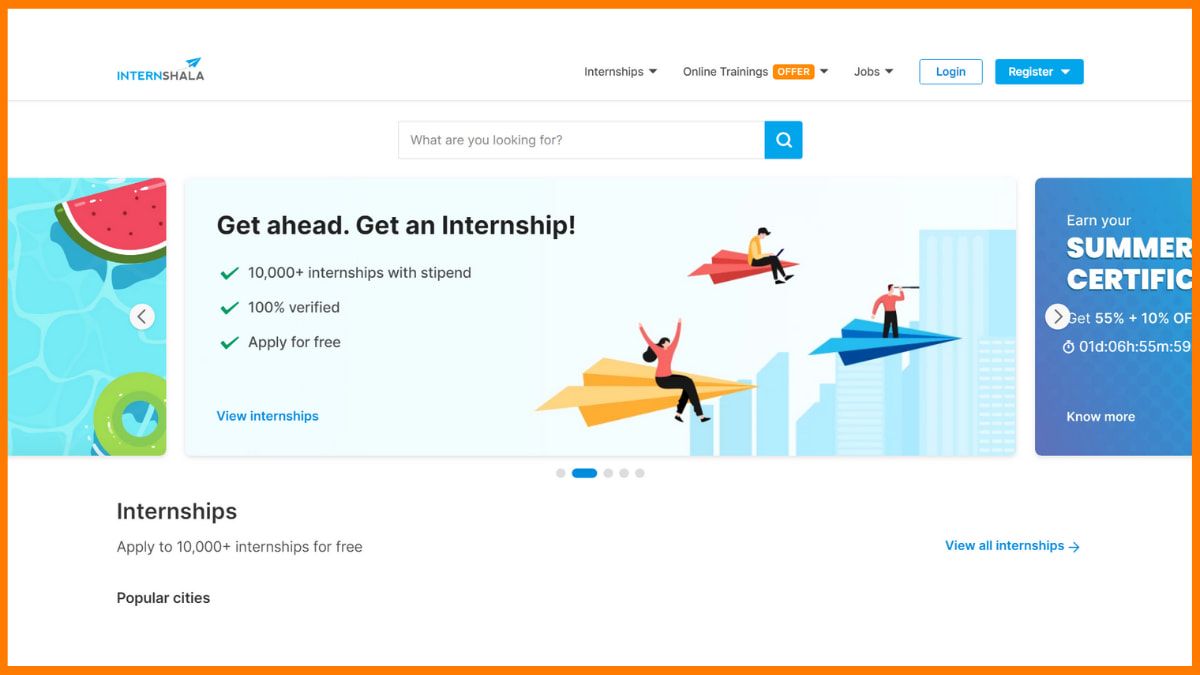 INTERNSHALA
Internships
Online Trainings OFFER
Jobs
Login
Register
What are you looking for?
Get ahead. Get an Internship!
10,000+ internships with stipend
100% verified
Apply for free
View internships
Earn your
SUMMER
CERTIFIC
Get 55% + 10% OF
01d:06h:55m:59
Know more
Internships
Apply to 10,000+ internships for free
View all internships
Popular cities